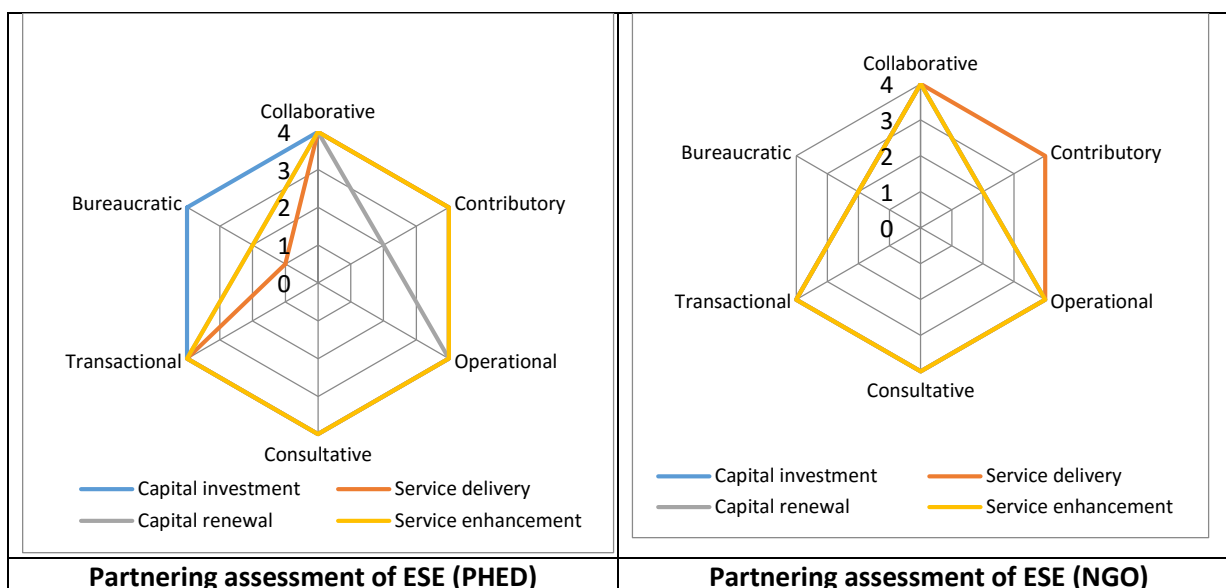 Collaborative
4
3
2
1
0
Bureaucratic
Contributory
Transactional
Operational
Consultative
Capital investment
Service delivery
Capital renewal
Service enhancement
Partnering assessment of ESE (PHED)
Collaborative
4
3
2
1
0
Bureaucratic
Contributory
Transactional
Operational
Consultative
Capital investment
Service delivery
Capital renewal
Service enhancement
Partnering assessment of ESE (NGO)